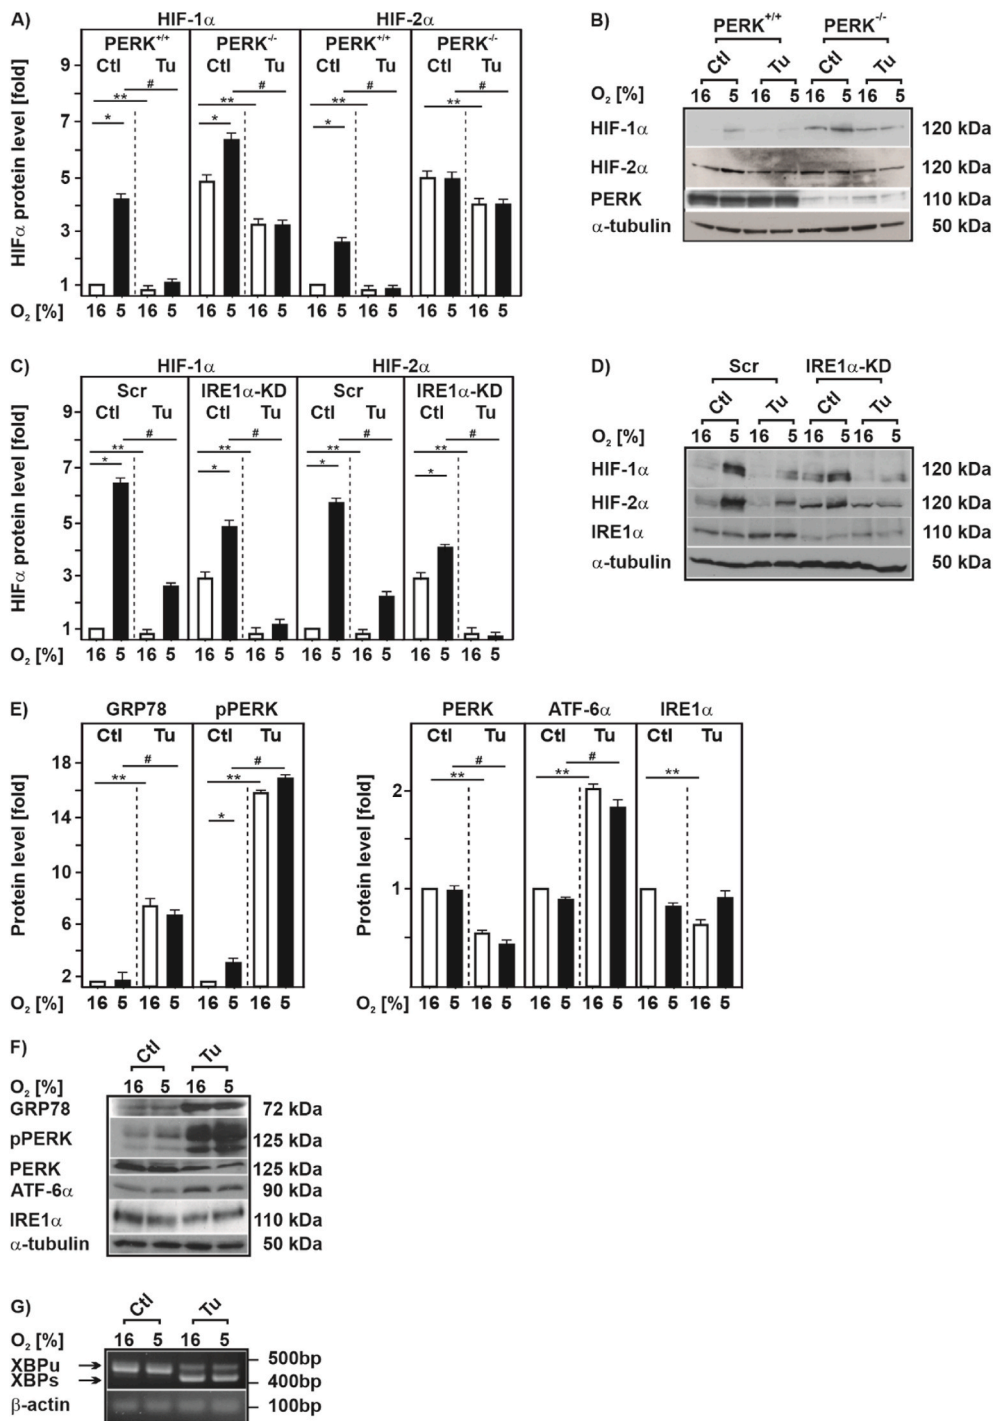 A)
HIF-1α HIF-2α
PERK+/+ PERK-/- PERK+/+ PERK-/-
Ctl Tu Ctl Tu Ctl Tu Ctl Tu
HIFα protein level [fold]
9
7
5
3
1
# # # #
** ** ** **
* * *
O₂ [%] 16 5 16 5 16 5 16 5 16 5 16 5 16 5 16 5
B)
PERK+/+ PERK-/-
Ctl Tu Ctl Tu
O₂ [%] 16 5 16 5 16 5 16 5
HIF-1α 120 kDa
HIF-2α 120 kDa
PERK 110 kDa
α-tubulin 50 kDa
C)
HIF-1α HIF-2α
Scr IRE1α-KD Scr IRE1α-KD
Ctl Tu Ctl Tu Ctl Tu Ctl Tu
HIFα protein level [fold]
9
7
5
3
1
# # # #
** ** ** **
* * * *
O₂ [%] 16 5 16 5 16 5 16 5 16 5 16 5 16 5 16 5
D)
Scr IRE1α-KD
Ctl Tu Ctl Tu
O₂ [%] 16 5 16 5 16 5 16 5
HIF-1α 120 kDa
HIF-2α 120 kDa
IRE1α 110 kDa
α-tubulin 50 kDa
E)
GRP78 pPERK
Ctl Tu Ctl Tu
Protein level [fold]
18
14
10
6
2
# #
** **
*
O₂ [%] 16 5 16 5 16 5 16 5
PERK ATF-6α IRE1α
Ctl Tu Ctl Tu Ctl Tu
Protein level [fold]
2
1
# #
** ** **
O₂ [%] 16 5 16 5 16 5 16 5 16 5 16 5
F)
Ctl Tu
O₂ [%] 16 5 16 5
GRP78 72 kDa
pPERK 125 kDa
PERK 125 kDa
ATF-6α 90 kDa
IRE1α 110 kDa
α-tubulin 50 kDa
G)
Ctl Tu
O₂ [%] 16 5 16 5
XBPu → 500bp
XBPs → 400bp
β-actin 100bp